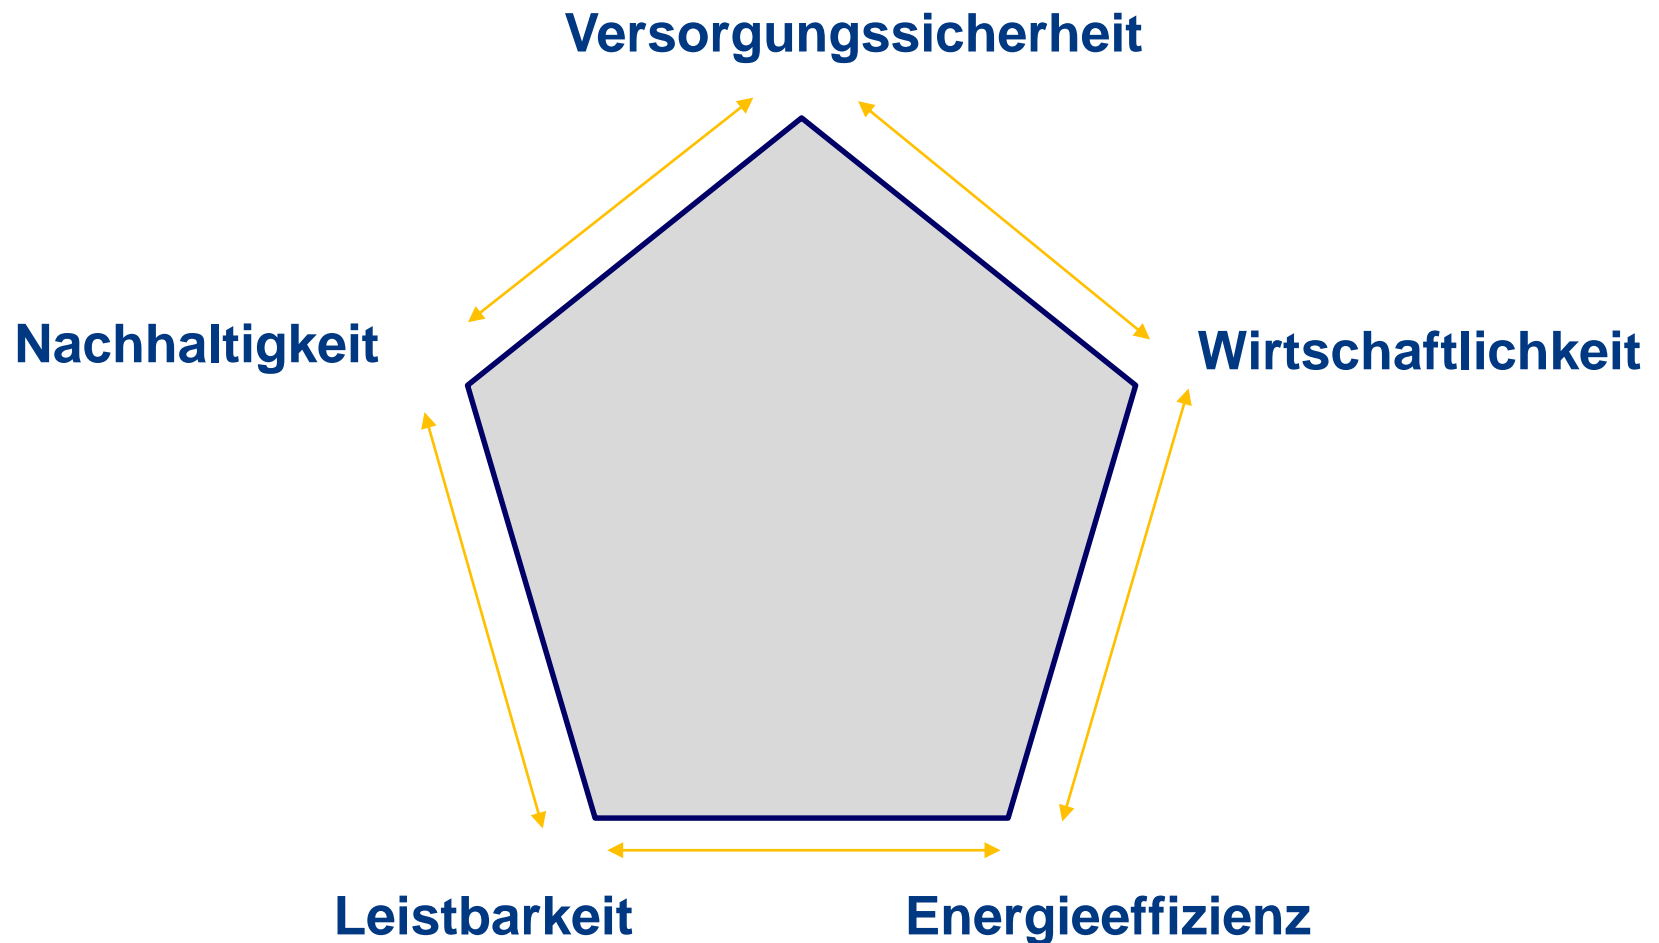 Versorgungssicherheit
Nachhaltigkeit
Wirtschaftlichkeit
Leistbarkeit
Energieeffizienz